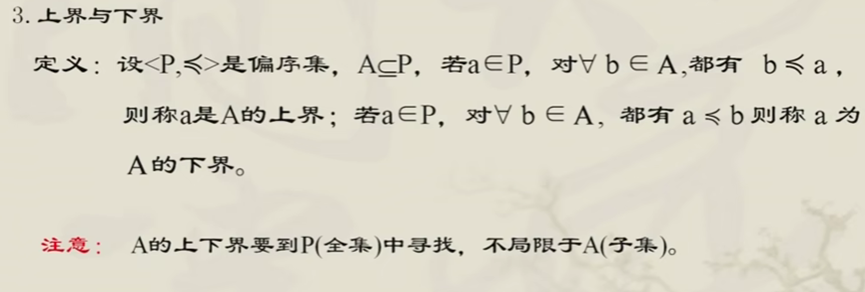 3.上界与下界
定义：设<P,≼>是偏序集，A⊆P，若a∈P，对∀ b ∈ A,都有 b ≼ a，
则称a是A的上界；若a∈P，对∀ b ∈ A，都有 a ≼ b 则称 a 为
A的下界。
注意： A的上下界要到P(全集)中寻找，不局限于A(子集)。